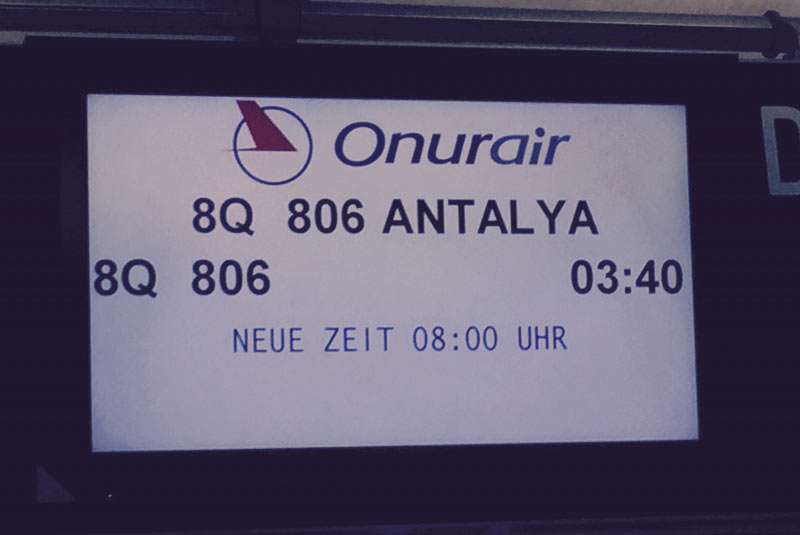 Onurair
8Q 806 ANTALYA
8Q 806 03:40
NEUE ZEIT 08:00 UHR
D